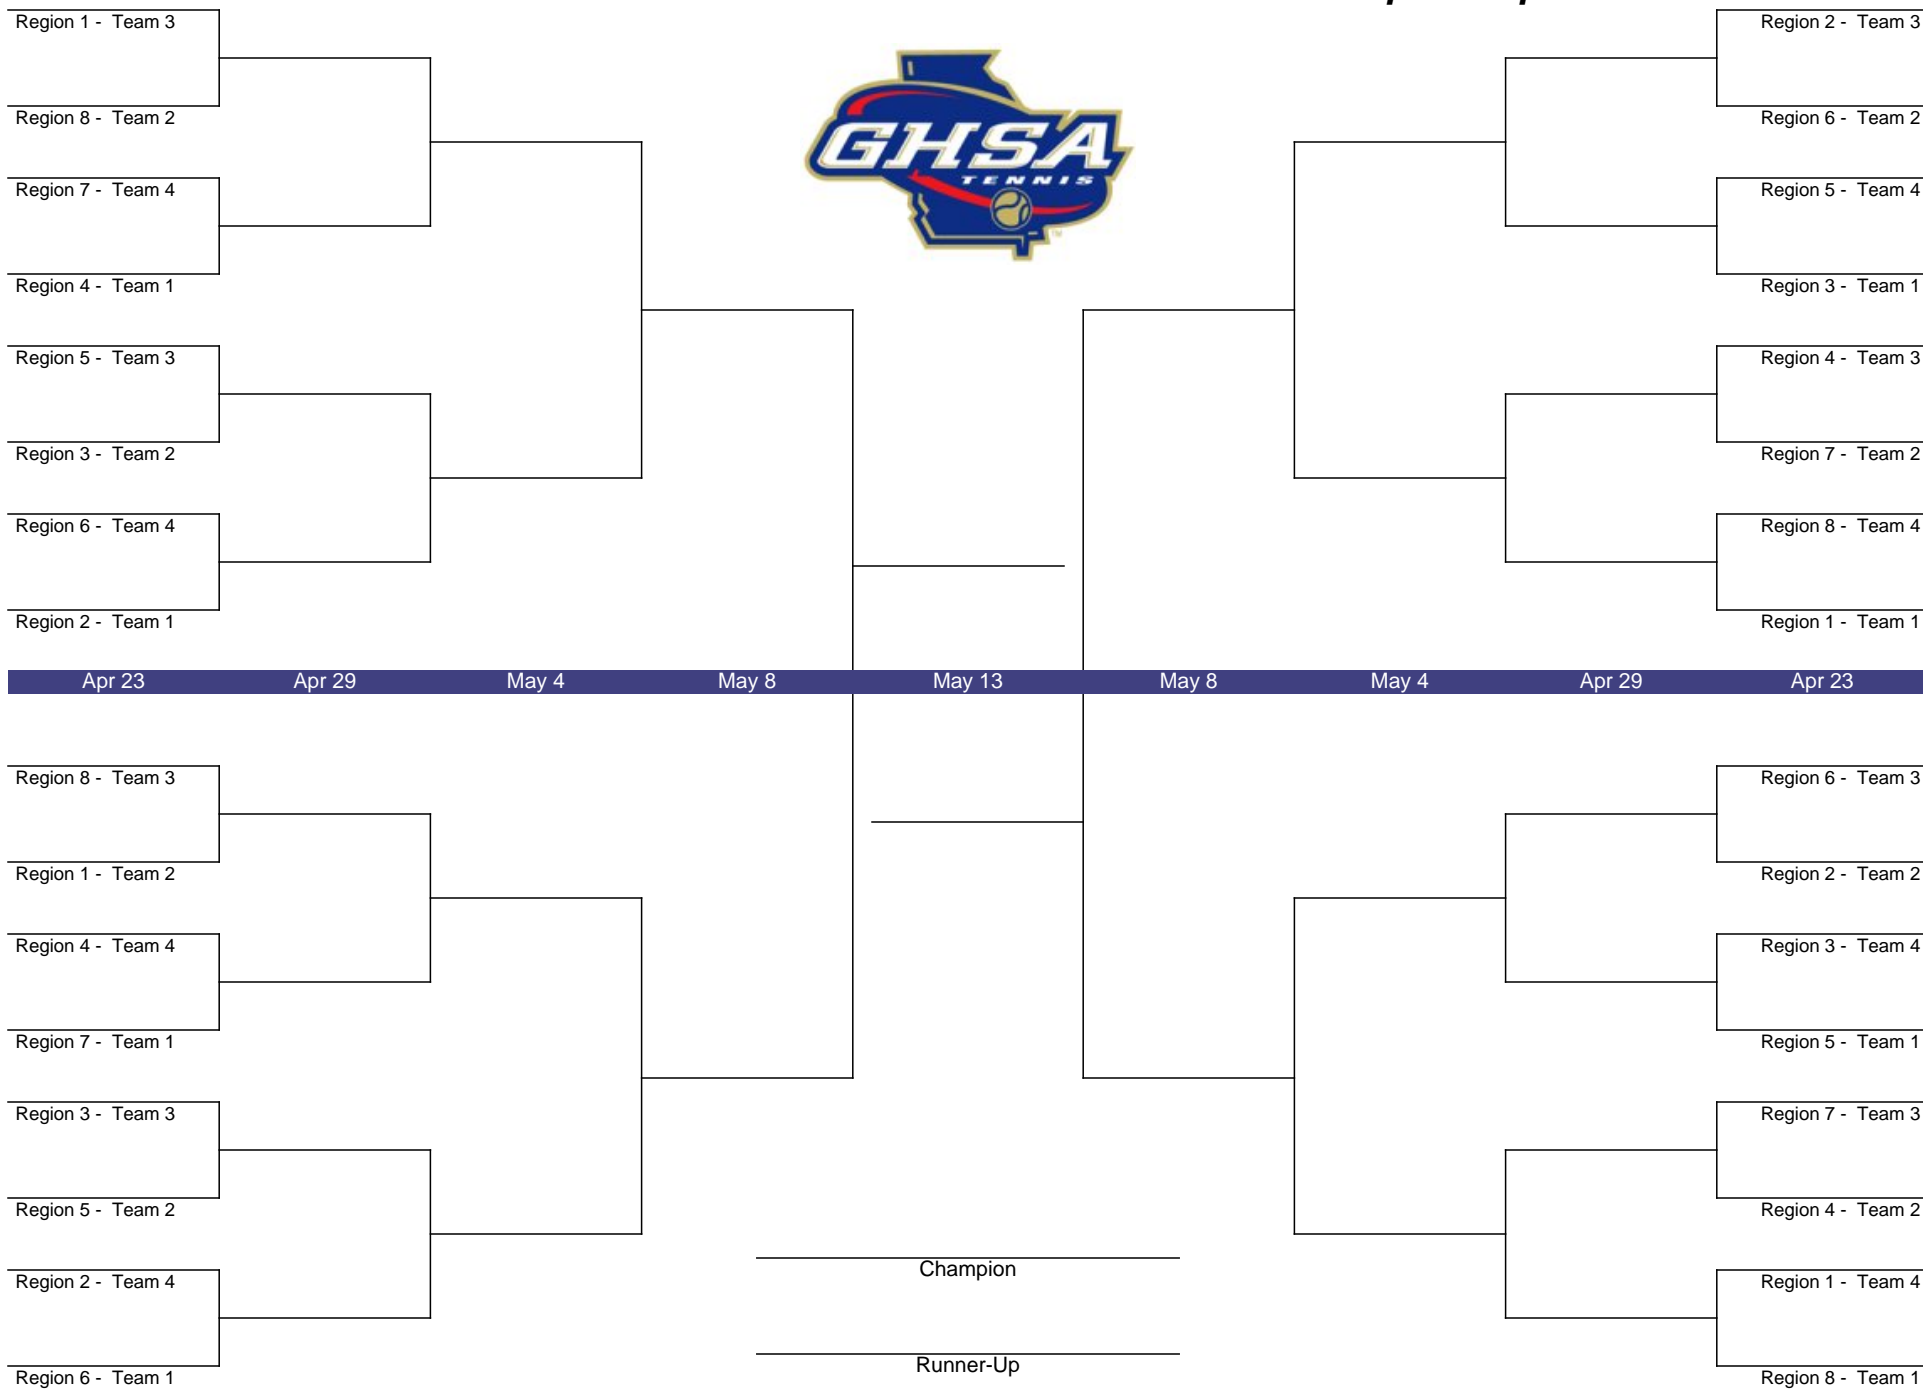 Region 1 - Team 3
Region 8 - Team 2
Region 7 - Team 4
Region 4 - Team 1
Region 5 - Team 3
Region 3 - Team 2
Region 6 - Team 4
Region 2 - Team 1
GHSA
TENNIS
TM
Region 2 - Team 3
Region 6 - Team 2
Region 5 - Team 4
Region 3 - Team 1
Region 4 - Team 3
Region 7 - Team 2
Region 8 - Team 4
Region 1 - Team 1
Apr 23 Apr 29 May 4 May 8 May 13 May 8 May 4 Apr 29 Apr 23
Region 8 - Team 3
Region 1 - Team 2
Region 4 - Team 4
Region 7 - Team 1
Region 3 - Team 3
Region 5 - Team 2
Region 2 - Team 4
Region 6 - Team 1
Champion
Runner-Up
Region 6 - Team 3
Region 2 - Team 2
Region 3 - Team 4
Region 5 - Team 1
Region 7 - Team 3
Region 4 - Team 2
Region 1 - Team 4
Region 8 - Team 1